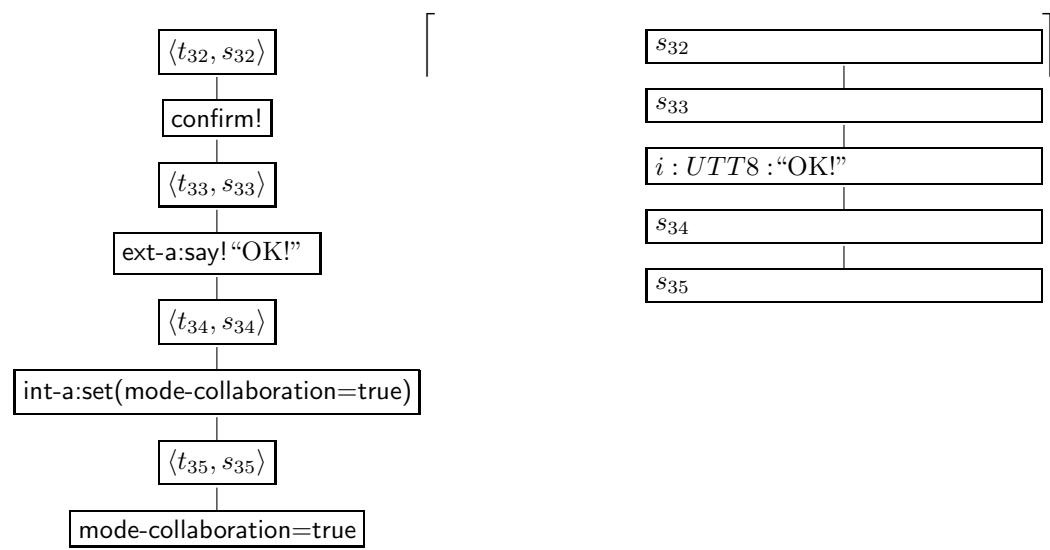 ⟨t₃₂, s₃₂⟩
confirm!
⟨t₃₃, s₃₃⟩
ext-a:say! “OK!”
⟨t₃₄, s₃₄⟩
int-a:set(mode-collaboration=true)
⟨t₃₅, s₃₅⟩
mode-collaboration=true
s₃₂
s₃₃
i : UTT8 :“OK!”
s₃₄
s₃₅